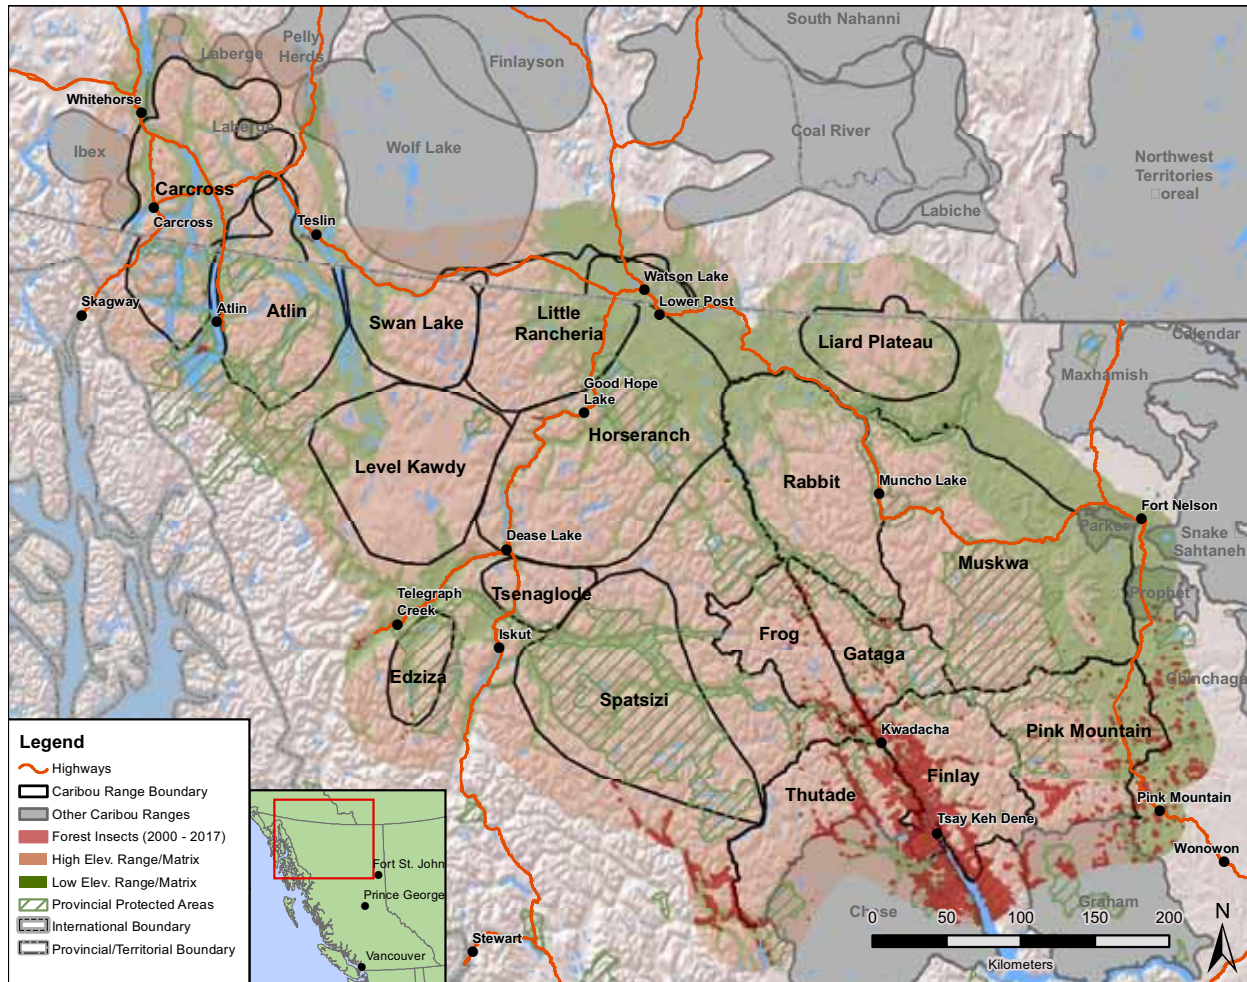 South Nahanni
Pelly
Herds
Laberge
Finlayson
Whitehorse
Laberge
Coal River
Ibex
Wolf Lake
Northwest
Territories
□oreal
Carcross
Carcross
Labiche
Teslin
Watson Lake
Skagway
Atlin
Atlin
Swan Lake
Little
Rancheria
Lower Post
Liard Plateau
Calendar
Maxhamish
Good Hope
Lake
Horseranch
Level Kawdy
Rabbit
Muncho Lake
Fort Nelson
Parker
Snake □
Sahtaneh
Dease Lake
Muskwa
Telegraph
Creek
Tsenaglode
Prophet
Iskut
Frog
Gataga
Edziza
Spatsizi
Chinchaga
Kwadacha
Pink Mountain
Finlay
Thutade
Pink Mountain
Tsay Keh Dene
Wonowon
Chase
Graham
Stewart
0 50 100 150 200
Kilometers
N
Legend
Highways
Caribou Range Boundary
Other Caribou Ranges
Forest Insects (2000 - 2017)
High Elev. Range/Matrix
Low Elev. Range/Matrix
Provincial Protected Areas
International Boundary
Provincial/Territorial Boundary
Fort St. John
Prince George
Vancouver